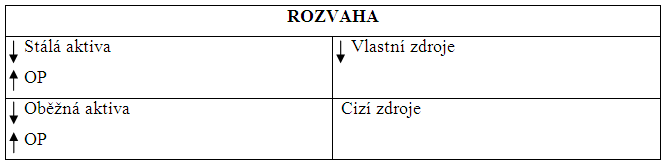 ROZVAHA
↓ Stálá aktiva
↓ Vlastní zdroje
↑ OP
↓ Oběžná aktiva
Cizí zdroje
↑ OP